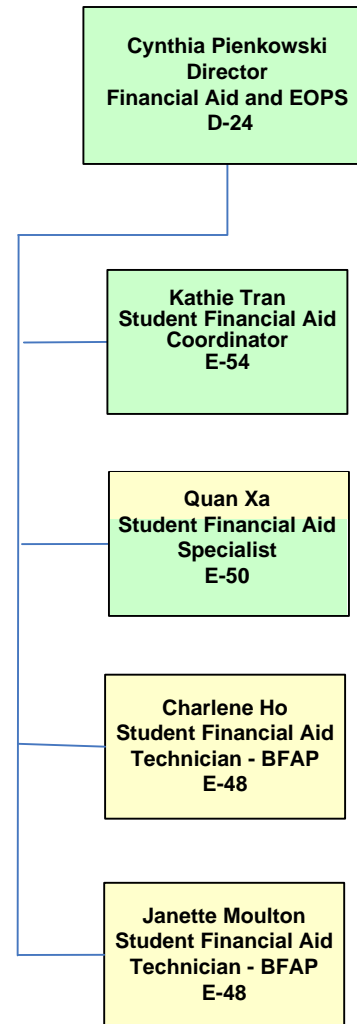 Cynthia Pienkowski
Director
Financial Aid and EOPS
D-24
Kathie Tran
Student Financial Aid
Coordinator
E-54
Quan Xa
Student Financial Aid
Specialist
E-50
Charlene Ho
Student Financial Aid
Technician - BFAP
E-48
Janette Moulton
Student Financial Aid
Technician - BFAP
E-48